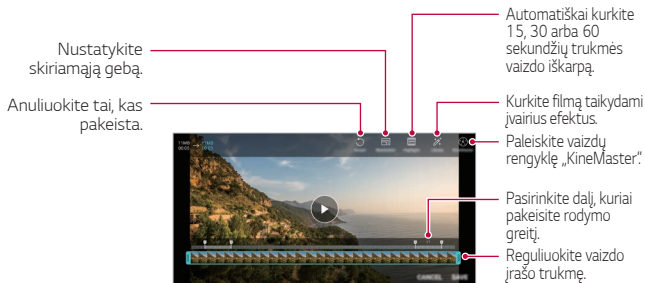 Nustatykite
skiriamąją gebą.
Anuliuokite tai, kas
pakeista.
Automatiškai kurkite
15, 30 arba 60
sekundžių trukmės
vaizdo iškarpą.
Kurkite filmą taikydami
įvairius efektus.
Paleiskite vaizdų
rengyklę „KineMaster“.
Pasirinkite dalį, kuriai
pakeisite rodymo
greitį.
Reguliuokite vaizdo
įrašo trukmę.
CANCEL SAVE